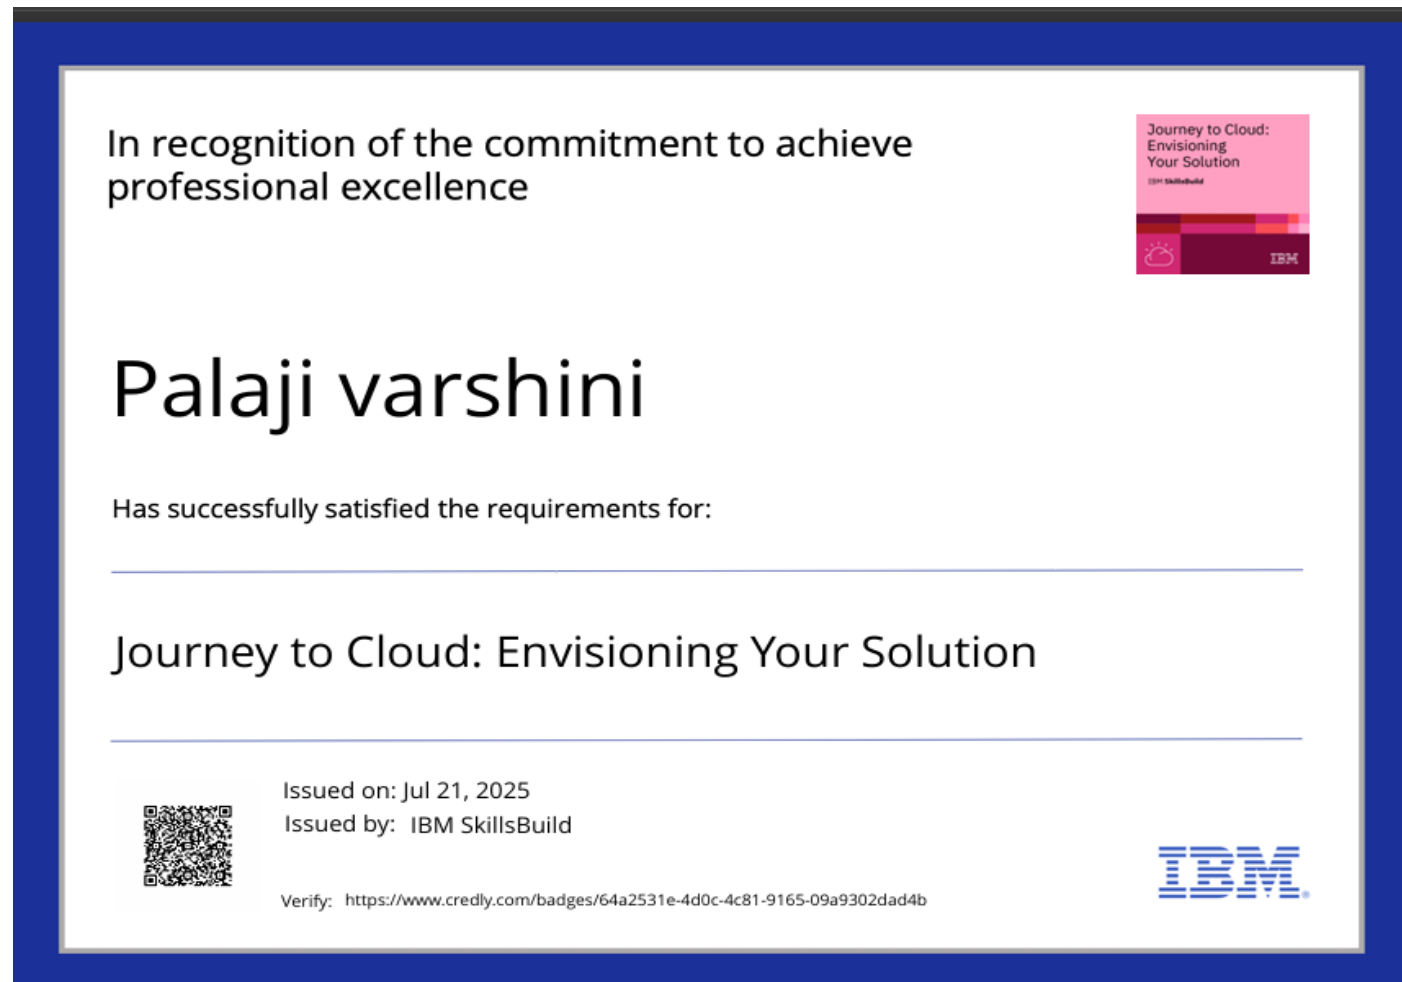 In recognition of the commitment to achieve
professional excellence
Journey to Cloud:
Envisioning
Your Solution
IBM SkillsBuild
IBM
Palaji varshini
Has successfully satisfied the requirements for:
Journey to Cloud: Envisioning Your Solution
Issued on: Jul 21, 2025
Issued by: IBM SkillsBuild
Verify: https://www.credly.com/badges/64a2531e-4d0c-4c81-9165-09a9302dad4b
IBM